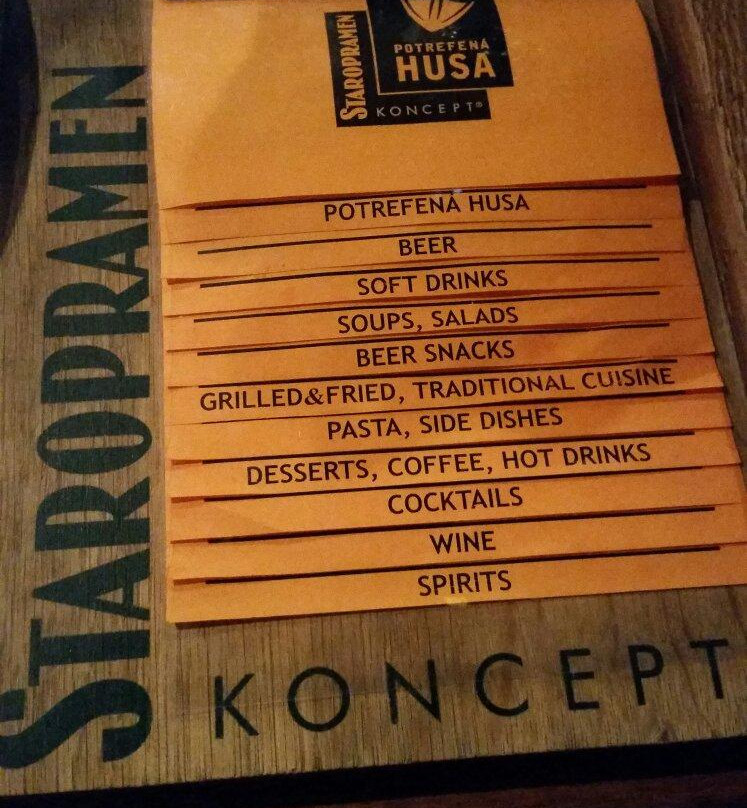 STAROPRAMEN
POTREFENÁ
HUSA
KONCEPT®
POTREFENÁ HUSA
BEER
SOFT DRINKS
SOUPS, SALADS
BEER SNACKS
GRILLED&FRIED, TRADITIONAL CUISINE
PASTA, SIDE DISHES
DESSERTS, COFFEE, HOT DRINKS
COCKTAILS
WINE
SPIRITS
STAROPRAMEN
KONCEPT